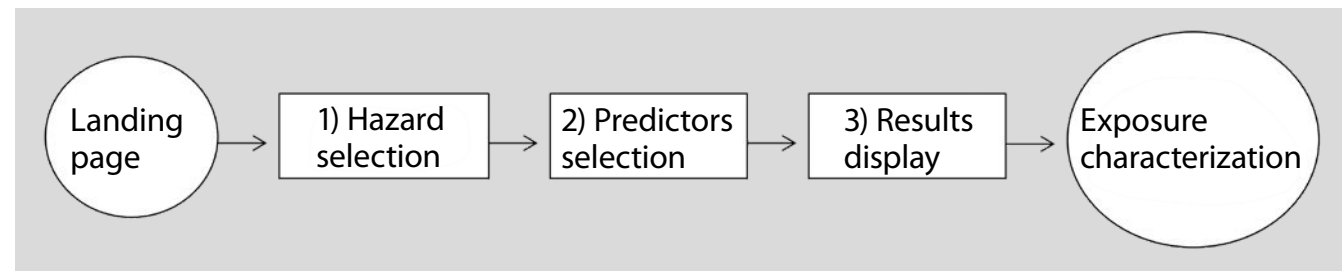 Landing
page
1) Hazard
selection
2) Predictors
selection
3) Results
display
Exposure
characterization